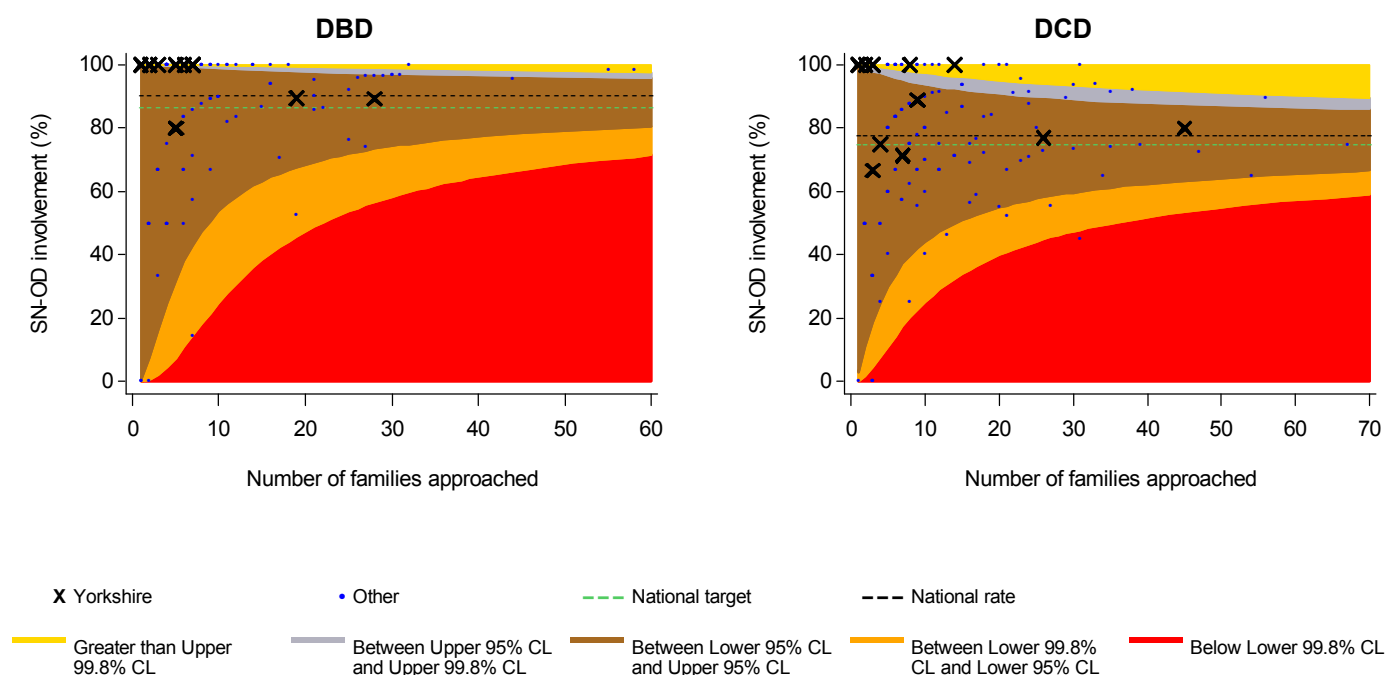 DBD
DCD
SN-OD involvement (%)
100
80
60
40
20
0
0 10 20 30 40 50 60
Number of families approached
SN-OD involvement (%)
100
80
60
40
20
0
0 10 20 30 40 50 60 70
Number of families approached
X Yorkshire
Other
National target
National rate
Greater than Upper
99.8% CL
Between Upper 95% CL
and Upper 99.8% CL
Between Lower 95% CL
and Upper 95% CL
Between Lower 99.8%
CL and Lower 95% CL
Below Lower 99.8% CL